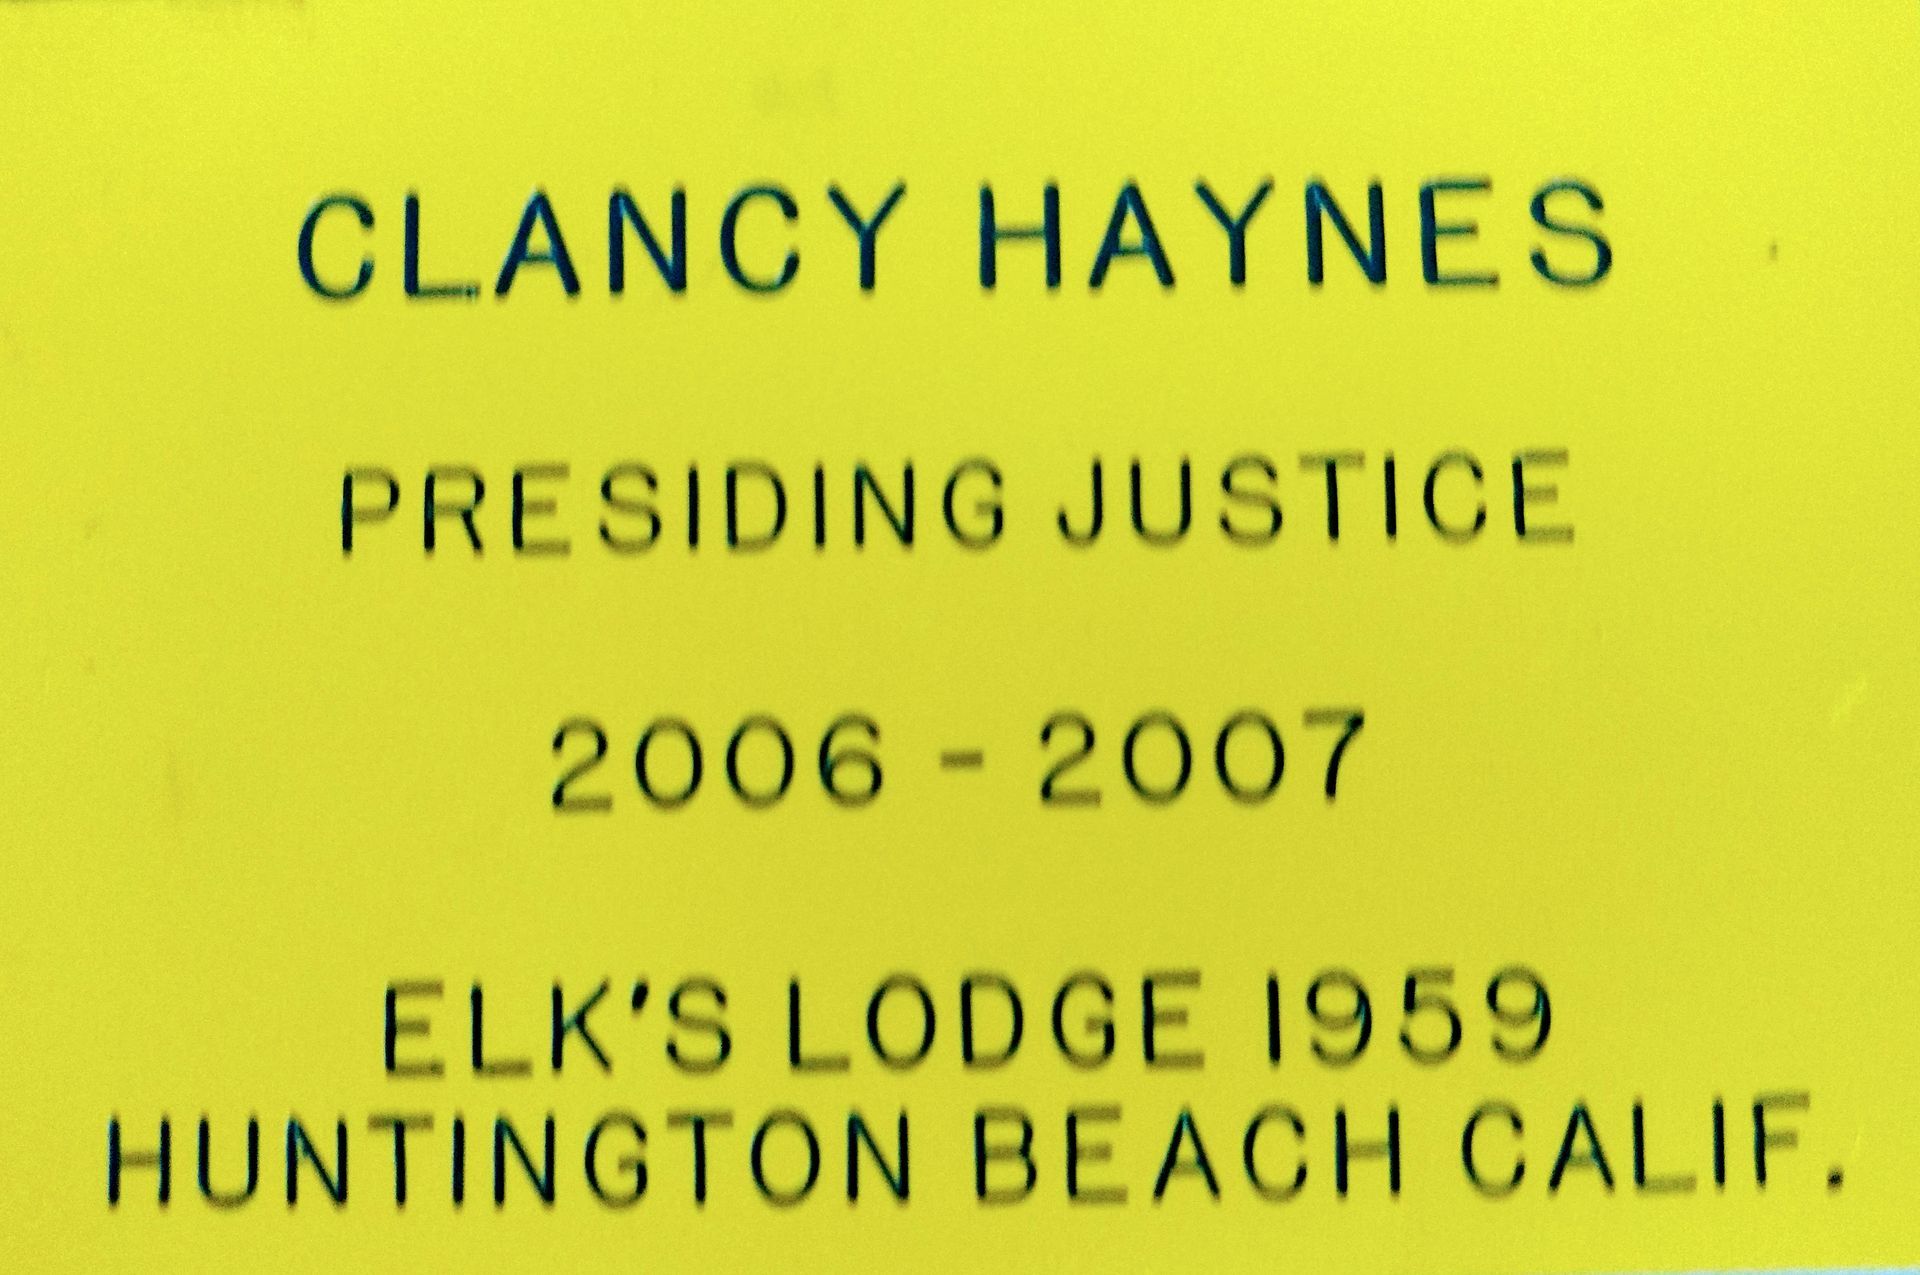 CLANCY HAYNES
PRESIDING JUSTICE
2006 - 2007
ELK'S LODGE 1959
HUNTINGTON BEACH CALIF.